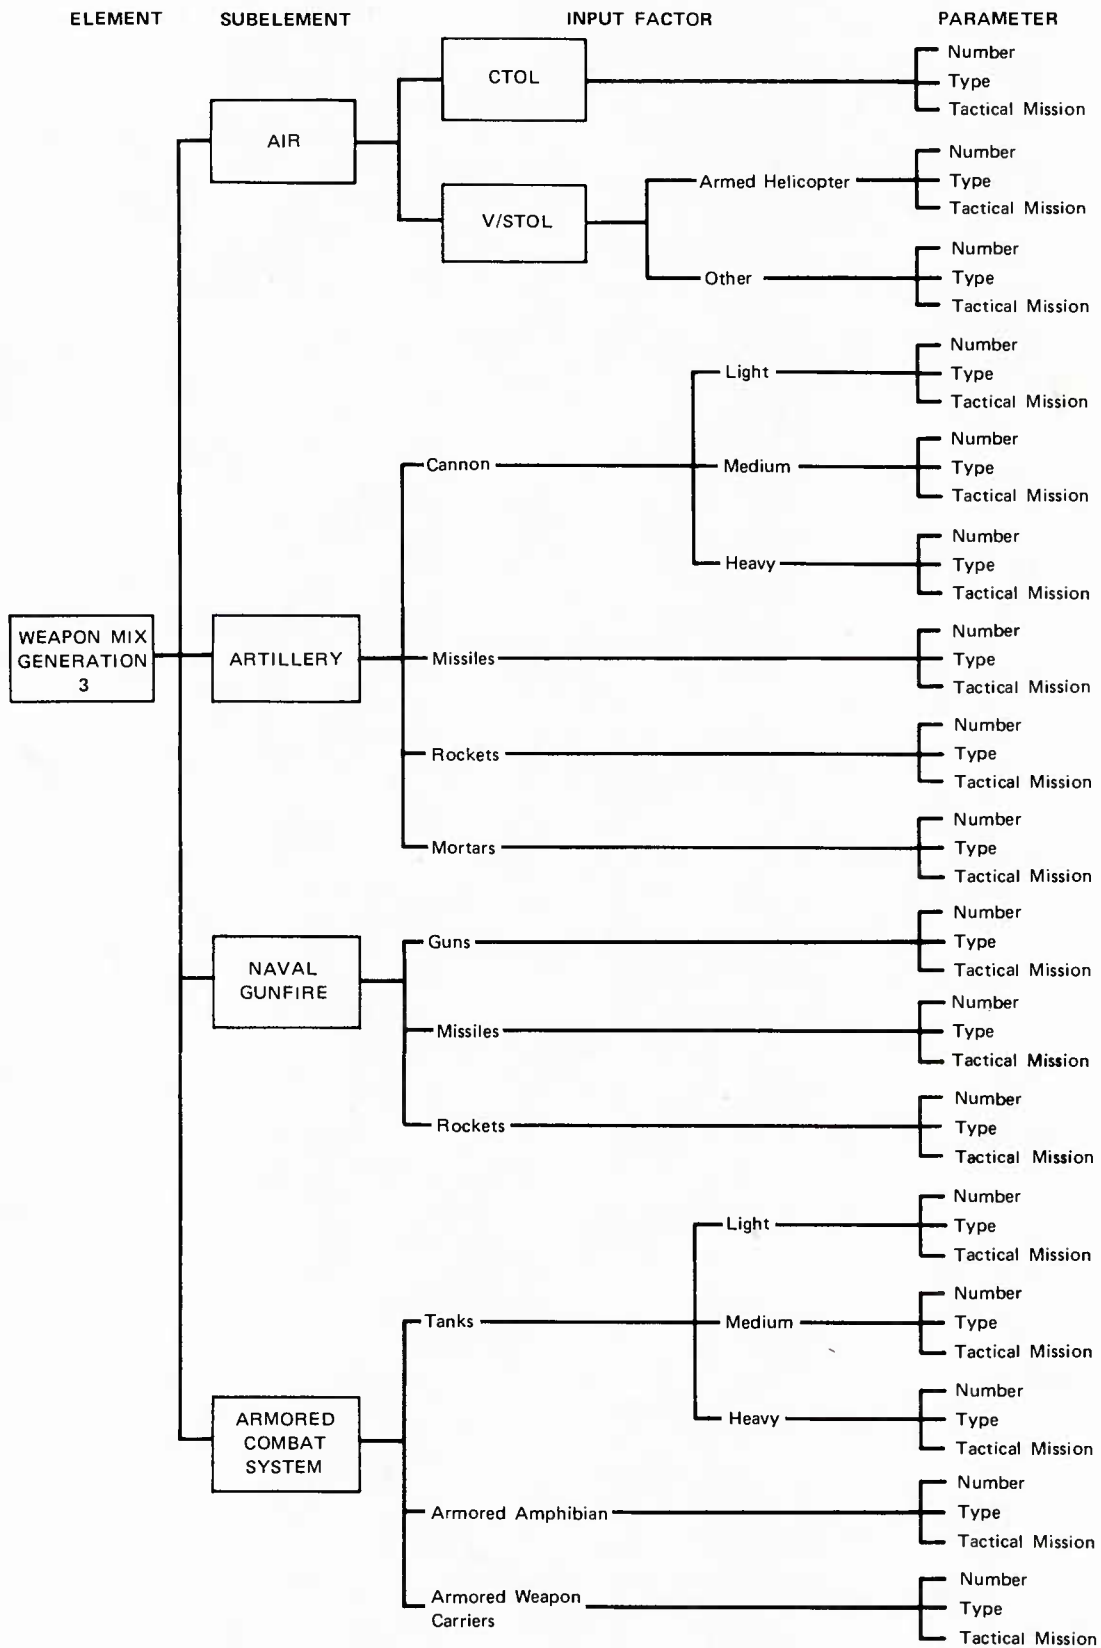 ELEMENT SUBELEMENT INPUT FACTOR PARAMETER
CTOL
Number
Type
Tactical Mission
AIR
V/STOL
Armed Helicopter
Number
Type
Tactical Mission
Other
Number
Type
Tactical Mission
WEAPON MIX
GENERATION
3
ARTILLERY
Cannon
Light
Number
Type
Tactical Mission
Medium
Number
Type
Tactical Mission
Heavy
Number
Type
Tactical Mission
Missiles
Number
Type
Tactical Mission
Rockets
Number
Type
Tactical Mission
Mortars
Number
Type
Tactical Mission
NAVAL
GUNFIRE
Guns
Number
Type
Tactical Mission
Missiles
Number
Type
Tactical Mission
Rockets
Number
Type
Tactical Mission
ARMORED
COMBAT
SYSTEM
Tanks
Light
Number
Type
Tactical Mission
Medium
Number
Type
Tactical Mission
Heavy
Number
Type
Tactical Mission
Armored Amphibian
Number
Type
Tactical Mission
Armored Weapon
Carriers
Number
Type
Tactical Mission